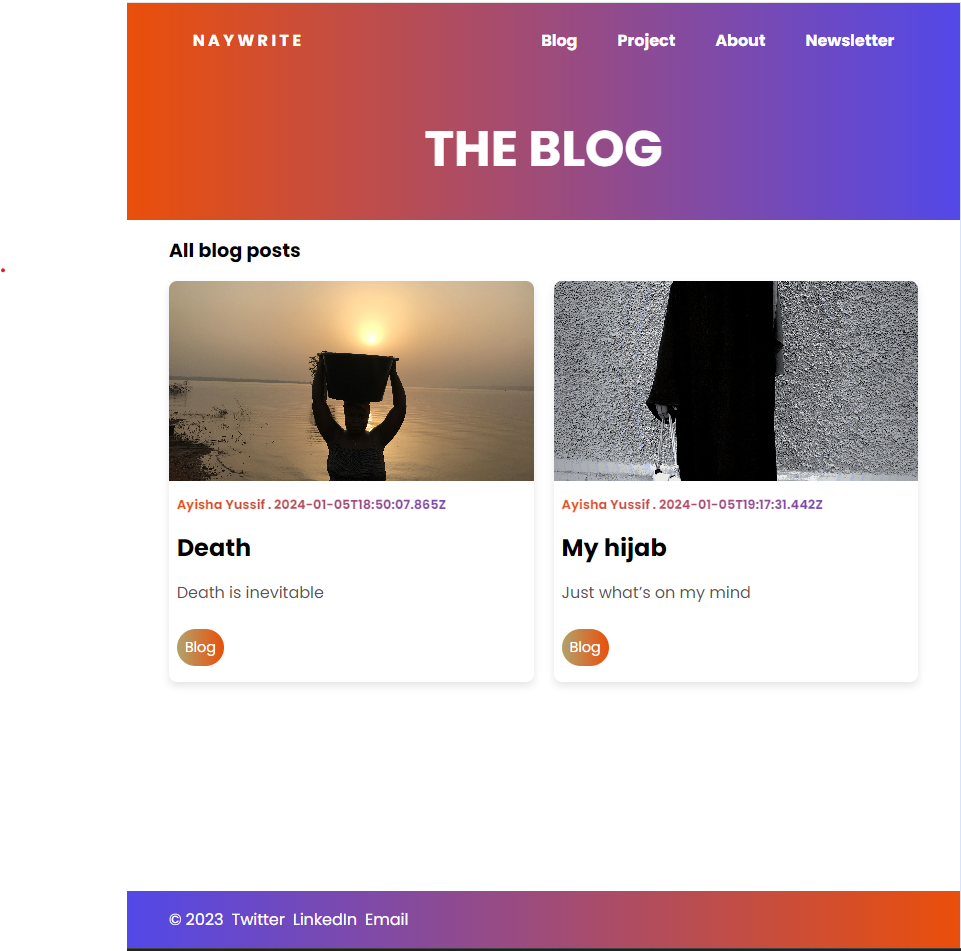 NAYWRITE Blog Project About Newsletter
THE BLOG
All blog posts
Ayisha Yussif . 2024-01-05T18:50:07.865Z
Death
Death is inevitable
Blog
Ayisha Yussif . 2024-01-05T19:17:31.442Z
My hijab
Just what’s on my mind
Blog
© 2023 Twitter LinkedIn Email